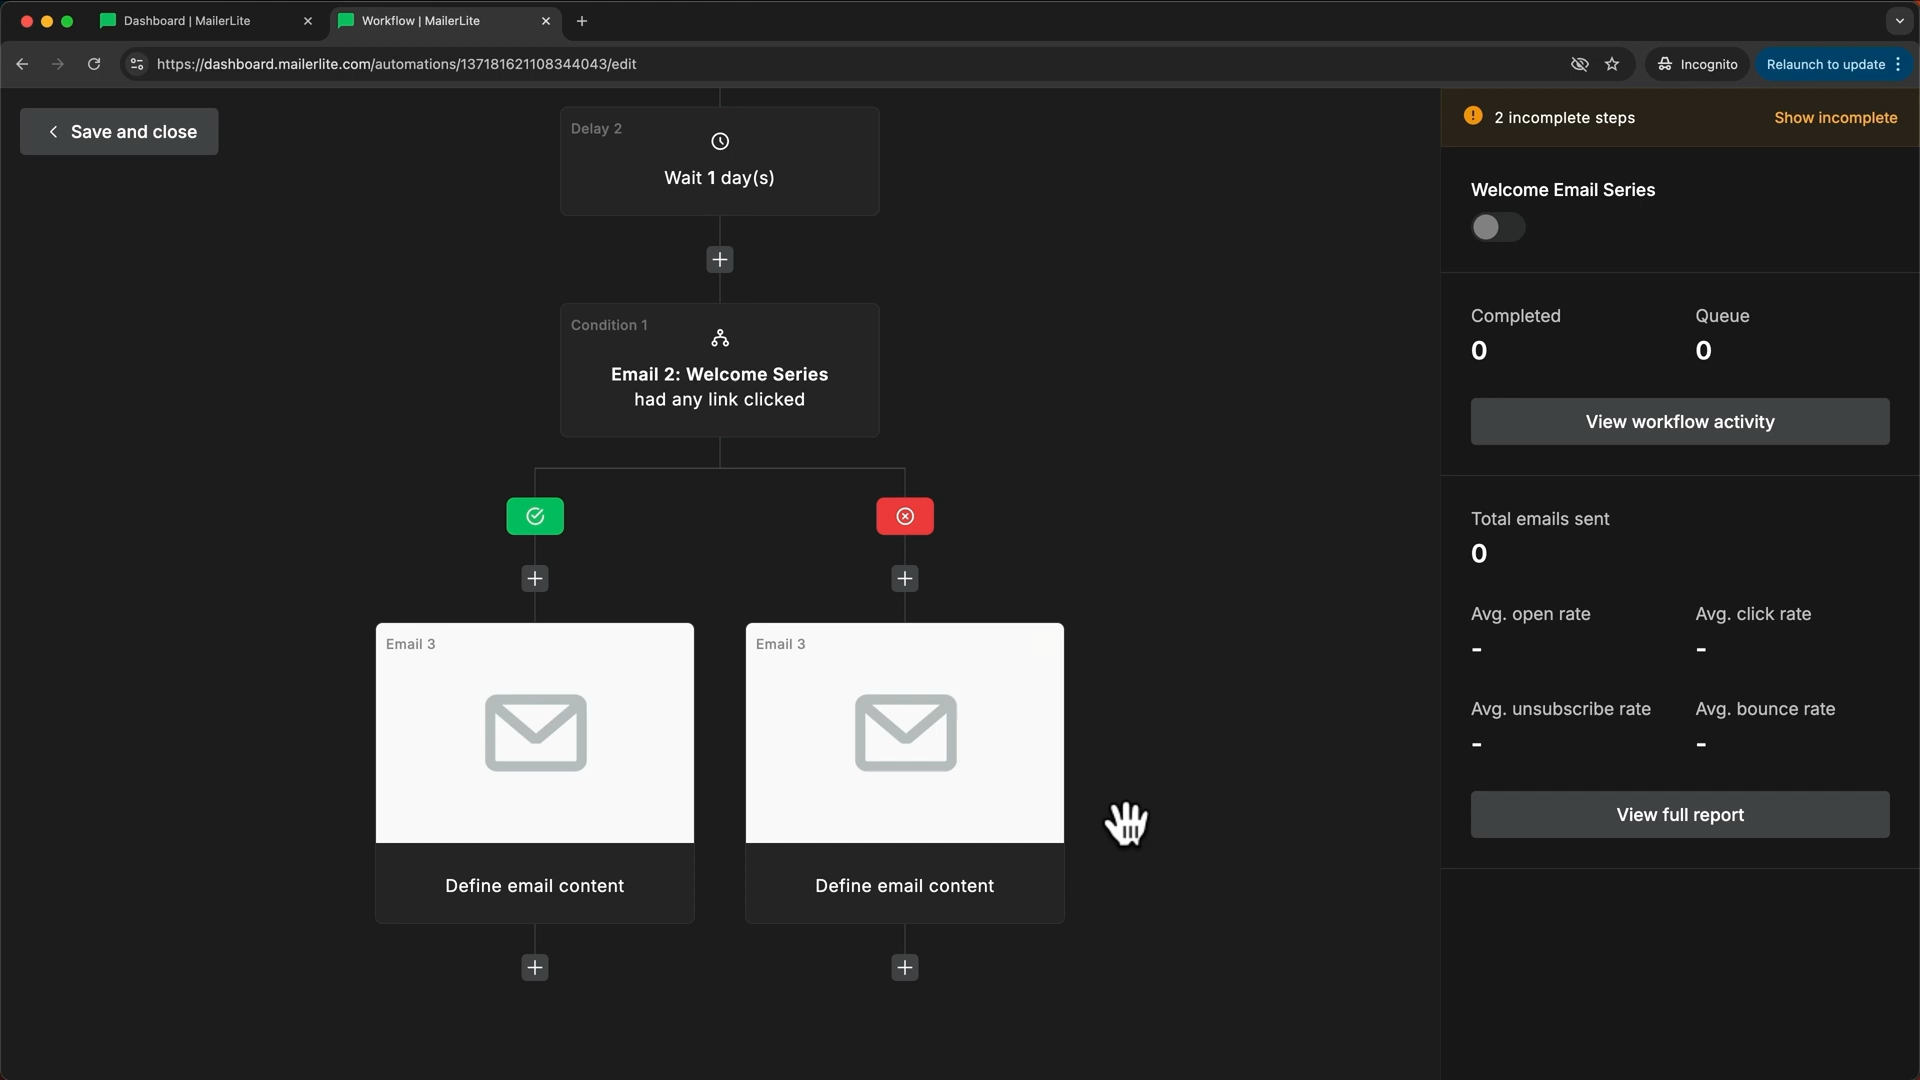 Dashboard | MailerLite
Workflow | MailerLite
https://dashboard.mailerlite.com/automations/137181621108344043/edit
Incognito
Relaunch to update
Save and close
Delay 2
Wait 1 day(s)
Condition 1
Email 2: Welcome Series
had any link clicked
Email 3
Define email content
Email 3
Define email content
2 incomplete steps
Show incomplete
Welcome Email Series
Completed
Queue
0
0
View workflow activity
Total emails sent
0
Avg. open rate
Avg. click rate
-
-
Avg. unsubscribe rate
Avg. bounce rate
-
-
View full report